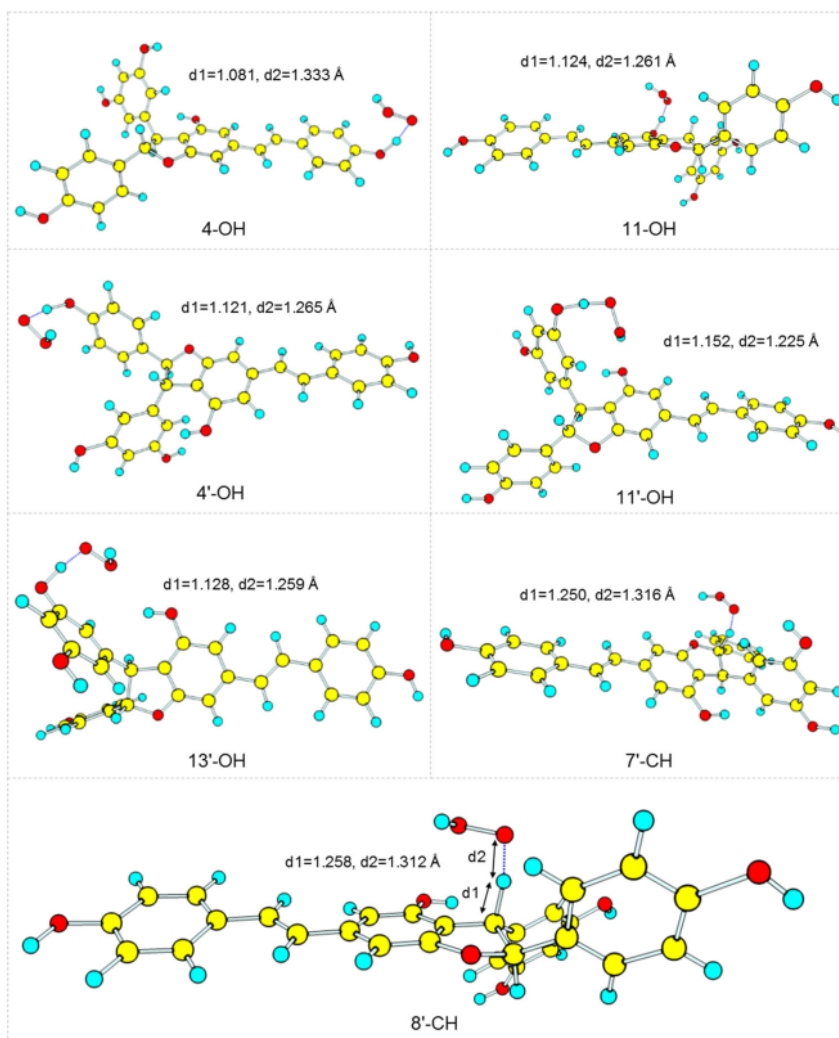 d1=1.081, d2=1.333 Å
4-OH
d1=1.124, d2=1.261 Å
11-OH
d1=1.121, d2=1.265 Å
4'-OH
d1=1.152, d2=1.225 Å
11'-OH
d1=1.128, d2=1.259 Å
13'-OH
d1=1.250, d2=1.316 Å
7'-CH
d1=1.258, d2=1.312 Å
d2
d1
8'-CH